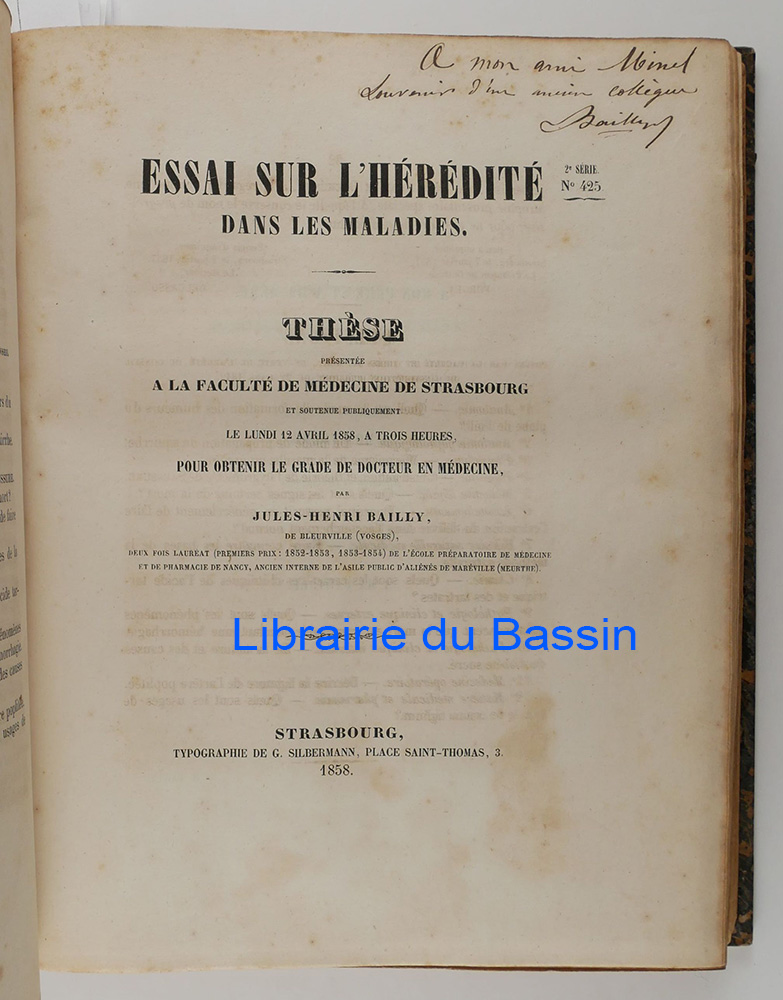 A mon ami Minel
Souvenir d'un ancien collègue
Bailly
ESSAI SUR L'HÉRÉDITÉ
2e SÉRIE.
No 425.
DANS LES MALADIES.
THÈSE
PRÉSENTÉE
A LA FACULTÉ DE MÉDECINE DE STRASBOURG
ET SOUTENUE PUBLIQUEMENT
LE LUNDI 12 AVRIL 1858, A TROIS HEURES,
POUR OBTENIR LE GRADE DE DOCTEUR EN MÉDECINE,
PAR
JULES-HENRI BAILLY,
DE BLEURVILLE (VOSGES),
DEUX FOIS LAURÉAT (PREMIERS PRIX: 1852-1853, 1853-1854) DE L'ÉCOLE PRÉPARATOIRE DE MÉDECINE
ET DE PHARMACIE DE NANCY, ANCIEN INTERNE DE L'ASILE PUBLIC D'ALIÉNÉS DE MARÉVILLE (MEURTHE).
Librairie du Bassin
STRASBOURG,
TYPOGRAPHIE DE G. SILBERMANN, PLACE SAINT-THOMAS, 3.
1858.